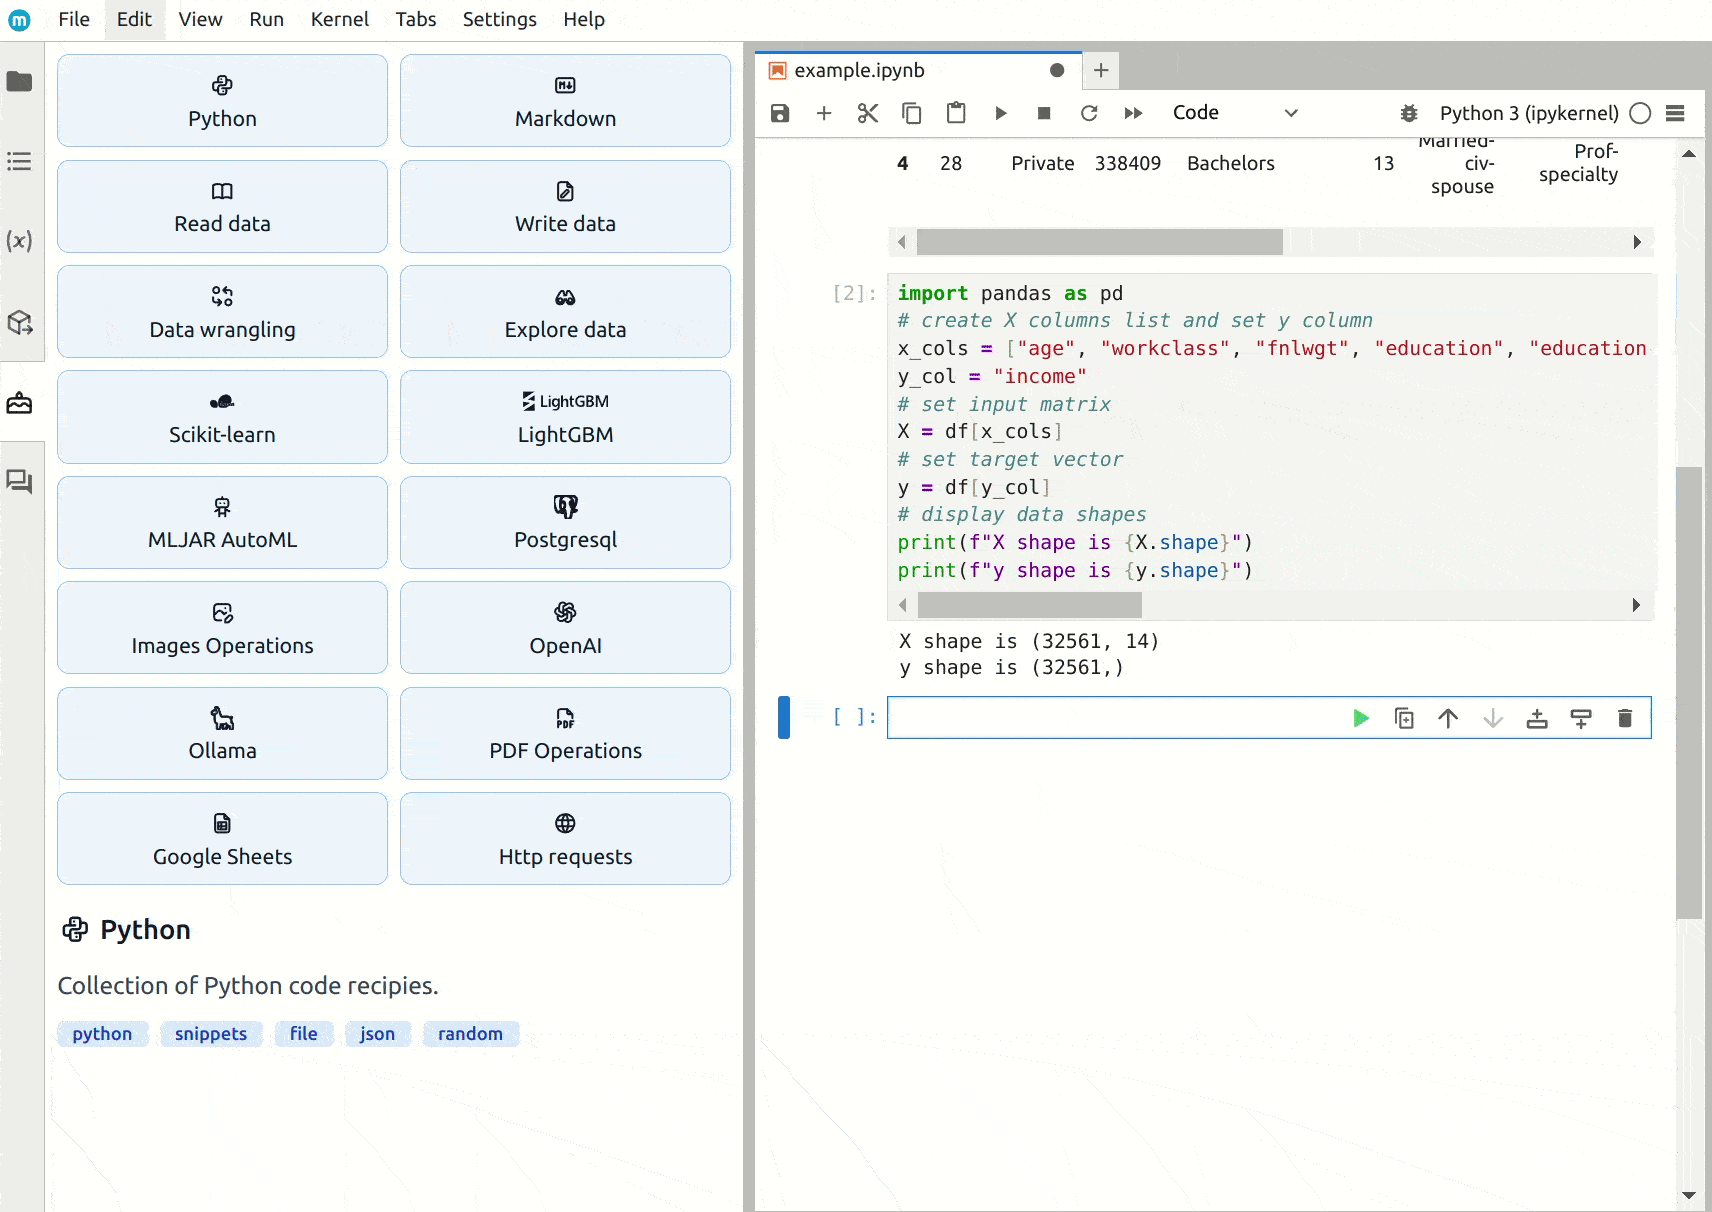 m File Edit View Run Kernel Tabs Settings Help
Python
Markdown
Read data
Write data
Data wrangling
Explore data
Scikit-learn
LightGBM
LightGBM
MLJAR AutoML
Postgresql
Images Operations
OpenAI
Ollama
PDF
PDF Operations
Google Sheets
Http requests
Python
Collection of Python code recipies.
python snippets file json random
example.ipynb
Code
Python 3 (ipykernel)
4 28 Private 338409 Bachelors 13 Married-civ-spouse Prof-specialty
[2]:
import pandas as pd
# create X columns list and set y column
x_cols = ["age", "workclass", "fnlwgt", "education", "education
y_col = "income"
# set input matrix
X = df[x_cols]
# set target vector
y = df[y_col]
# display data shapes
print(f"X shape is {X.shape}")
print(f"y shape is {y.shape}")
X shape is (32561, 14)
y shape is (32561,)
[ ]: